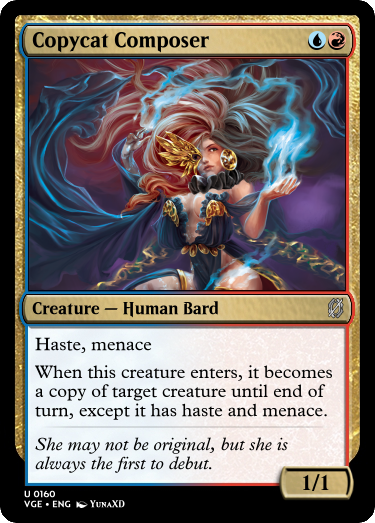 Copycat Composer
Creature — Human Bard
Haste, menace
When this creature enters, it becomes
a copy of target creature until end of
turn, except it has haste and menace.
She may not be original, but she is
always the first to debut.
1/1
U 0160
VGE • ENG YunaXD